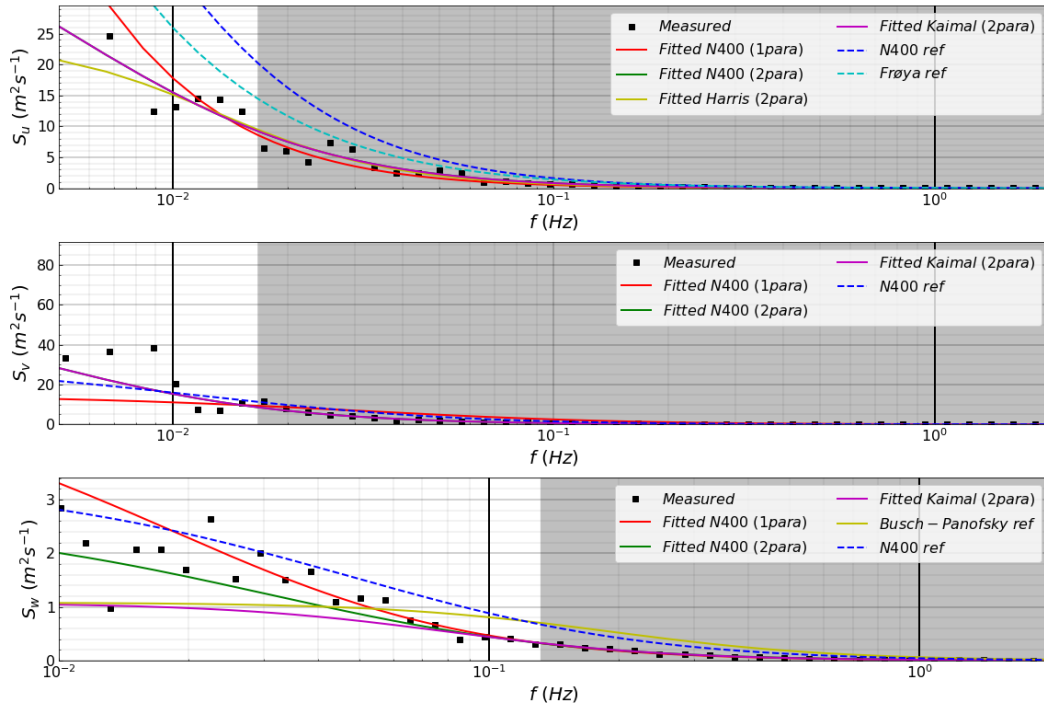 25
20
15
10
5
0
S_u (m²s⁻¹)
Measured
Fitted N400 (1para)
Fitted N400 (2para)
Fitted Harris (2para)
Fitted Kaimal (2para)
N400 ref
Frøya ref
10⁻²
10⁻¹
10⁰
f (Hz)
80
60
40
20
0
S_v (m²s⁻¹)
Measured
Fitted N400 (1para)
Fitted N400 (2para)
Fitted Kaimal (2para)
N400 ref
10⁻²
10⁻¹
10⁰
f (Hz)
3
2
1
0
S_w (m²s⁻¹)
Measured
Fitted N400 (1para)
Fitted N400 (2para)
Fitted Kaimal (2para)
Busch−Panofsky ref
N400 ref
10⁻²
10⁻¹
10⁰
f (Hz)